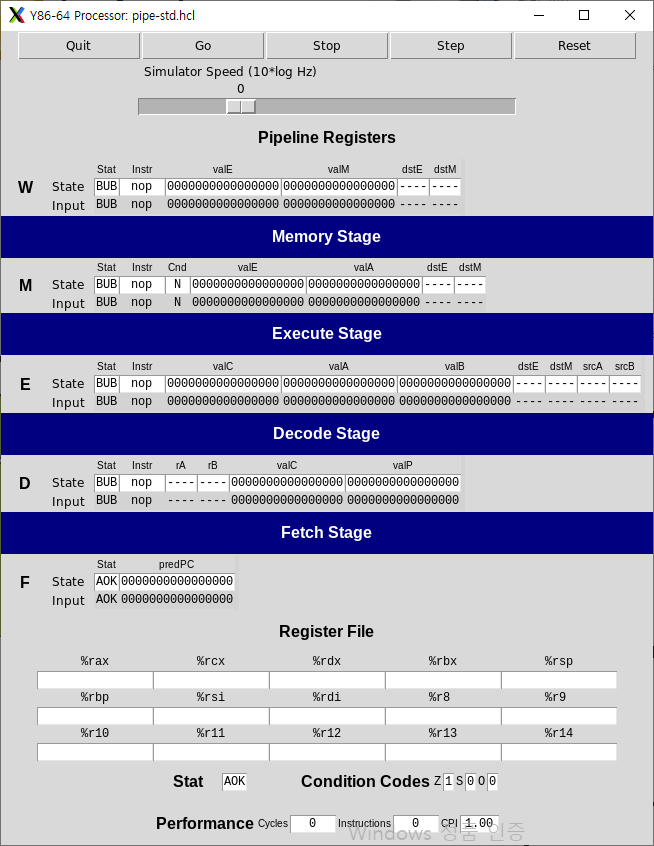 Y86-64 Processor: pipe-std.hcl
Quit Go Stop Step Reset
Simulator Speed (10*log Hz)
0
Pipeline Registers
Stat Instr valE valM dstE dstM
W State BUB nop 0000000000000000 0000000000000000 ---- ----
Input BUB nop 0000000000000000 0000000000000000 ---- ----
Memory Stage
Stat Instr Cnd valE valA dstE dstM
M State BUB nop N 0000000000000000 0000000000000000 ---- ----
Input BUB nop N 0000000000000000 0000000000000000 ---- ----
Execute Stage
Stat Instr valC valA valB dstE dstM srcA srcB
E State BUB nop 0000000000000000 0000000000000000 0000000000000000 ---- ---- ---- ----
Input BUB nop 0000000000000000 0000000000000000 0000000000000000 ---- ---- ---- ----
Decode Stage
Stat Instr rA rB valC valP
D State BUB nop ---- ---- 0000000000000000 0000000000000000
Input BUB nop ---- ---- 0000000000000000 0000000000000000
Fetch Stage
Stat predPC
F State AOK 0000000000000000
Input AOK 0000000000000000
Register File
%rax %rcx %rdx %rbx %rsp
%rbp %rsi %rdi %r8 %r9
%r10 %r11 %r12 %r13 %r14
Stat AOK Condition Codes Z 1 S 0 O 0
Performance Cycles 0 Instructions 0 CPI 1.00
Windows 정품 인증